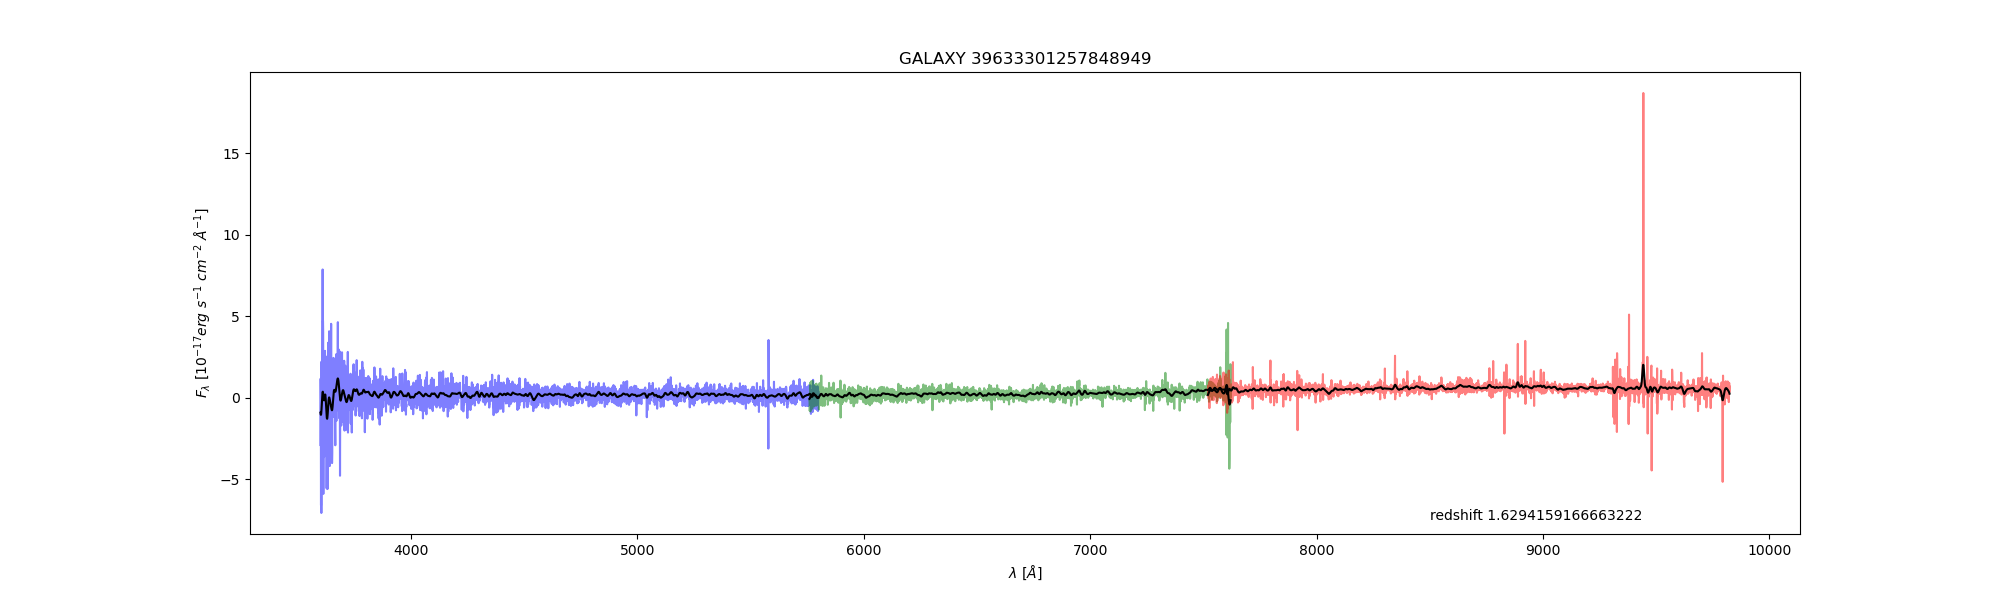 GALAXY 39633301257848949
F_λ [10^−17 erg s^−1 cm^−2 Å^−1]
15
10
5
0
−5
redshift 1.6294159166663222
4000 5000 6000 7000 8000 9000 10000
λ [Å]